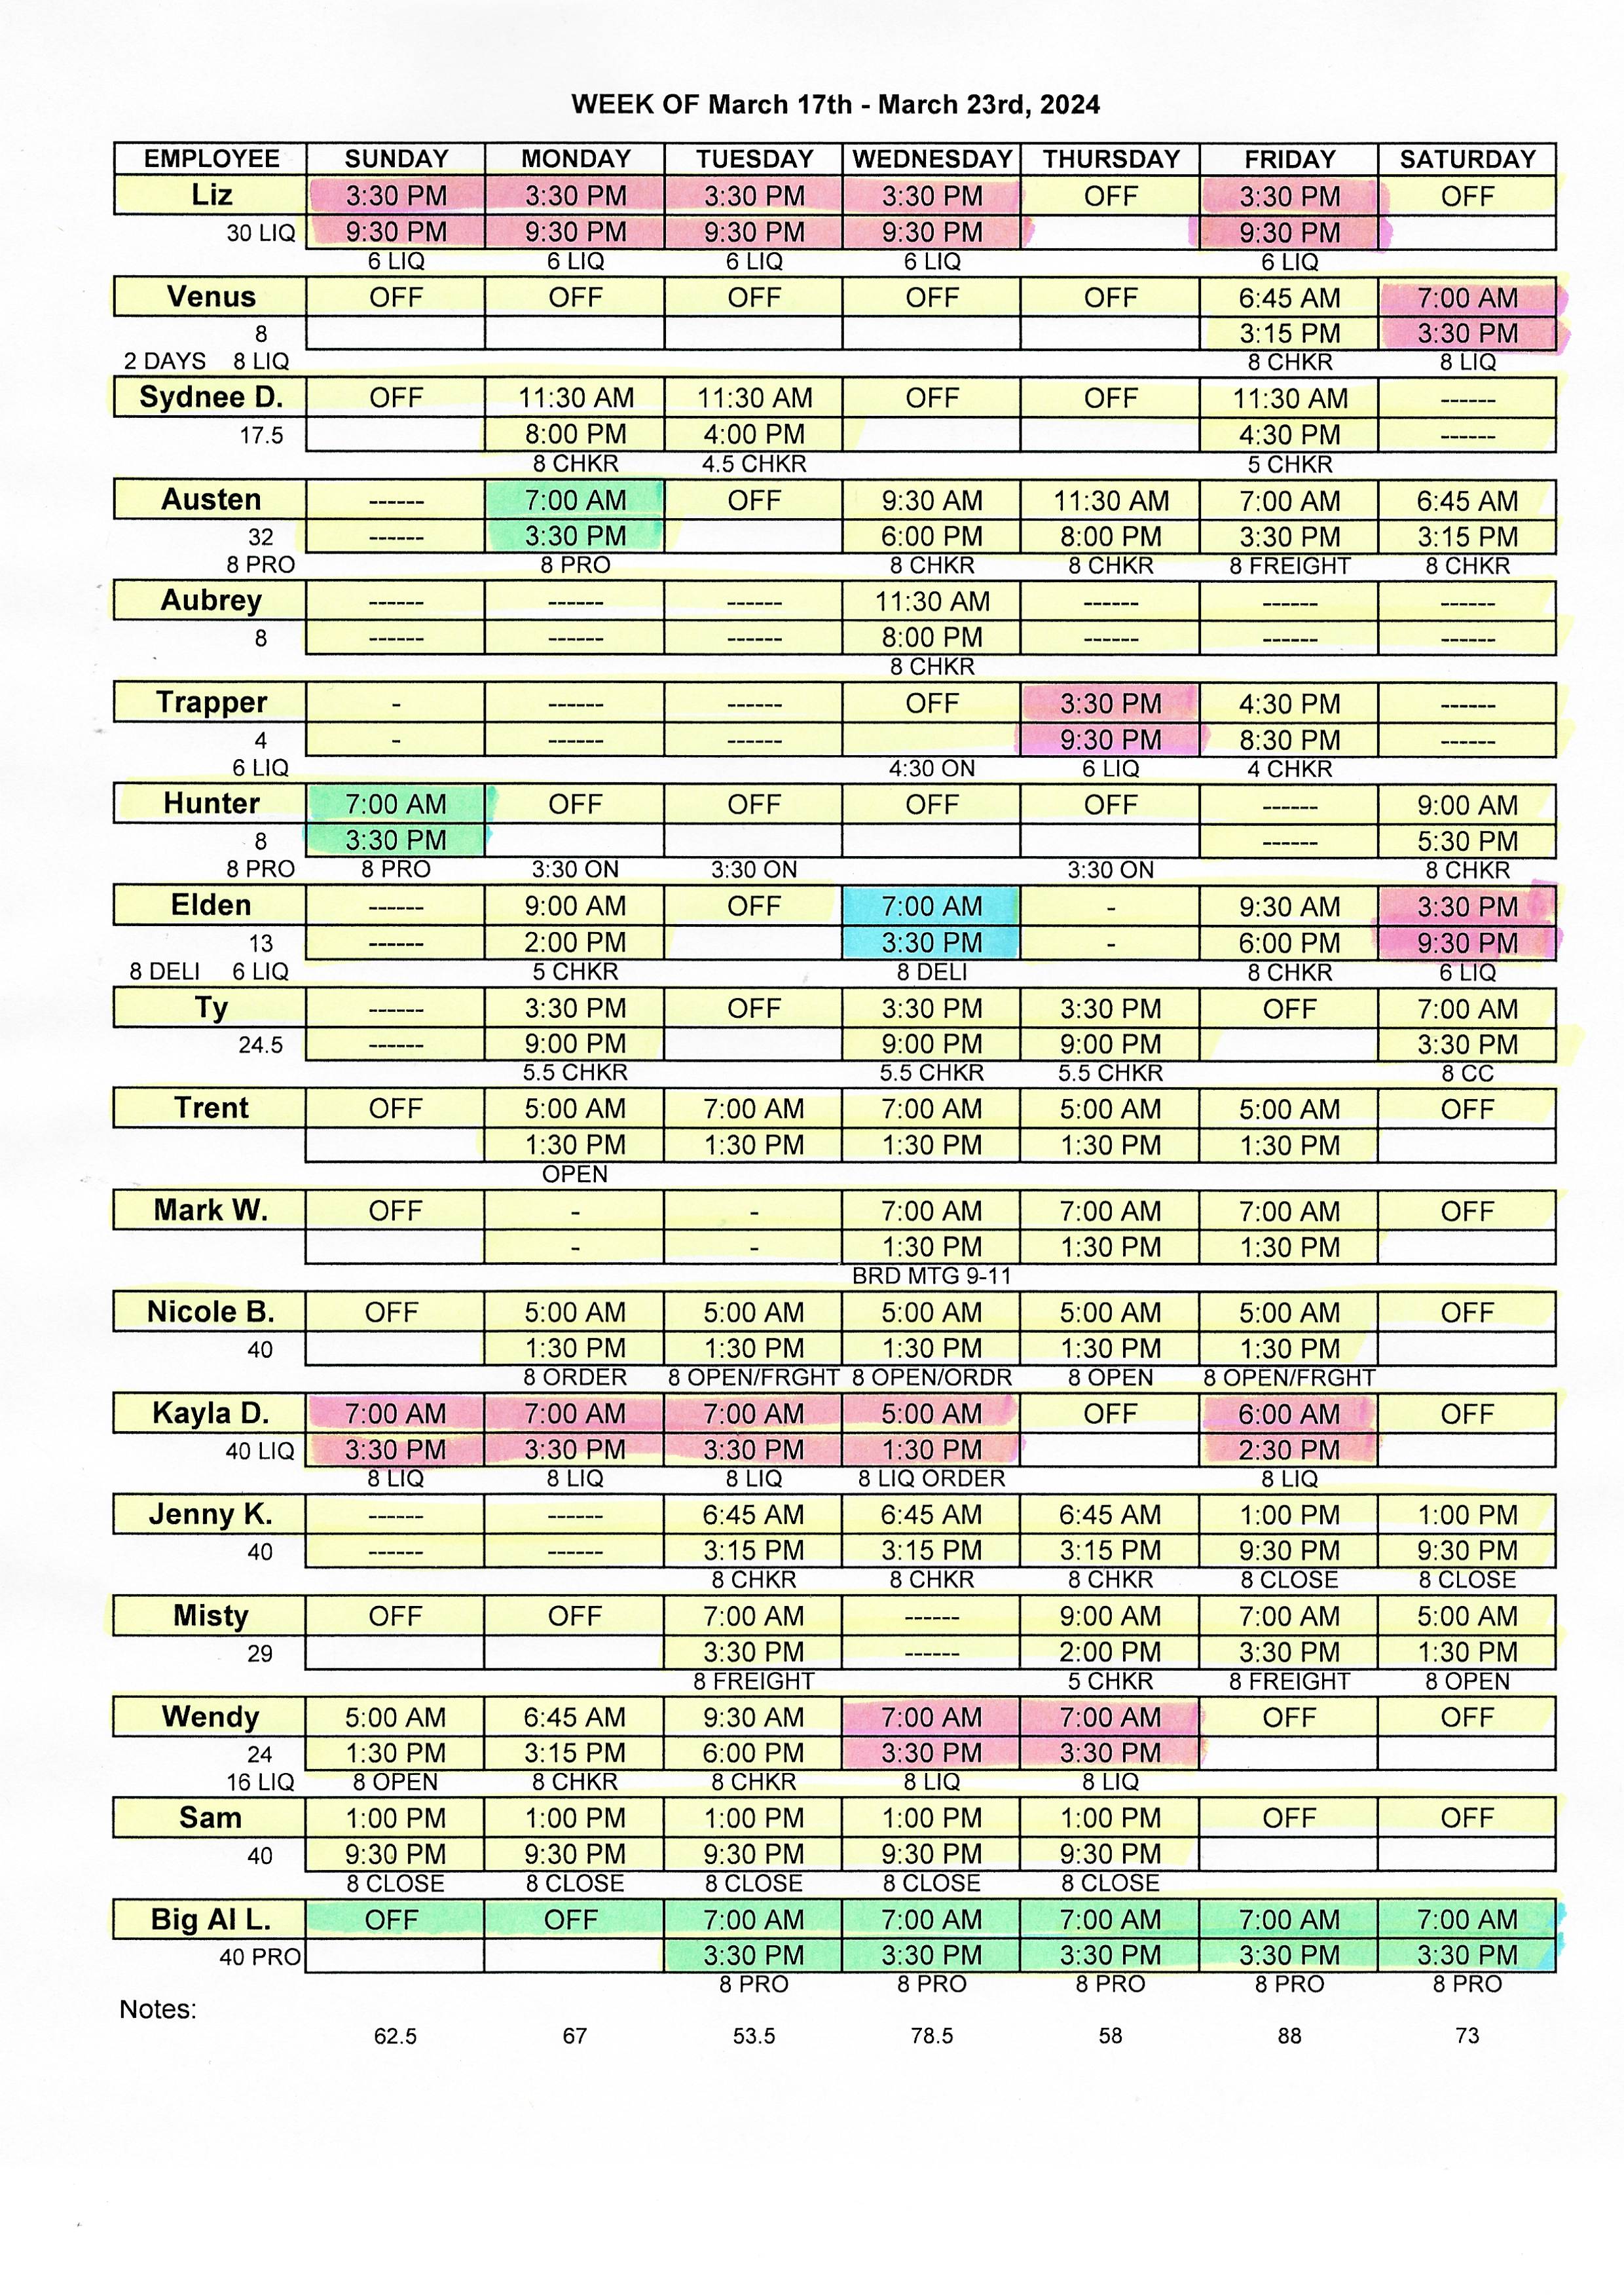 WEEK OF March 17th - March 23rd, 2024
EMPLOYEE SUNDAY MONDAY TUESDAY WEDNESDAY THURSDAY FRIDAY SATURDAY
Liz 3:30 PM 3:30 PM 3:30 PM 3:30 PM OFF 3:30 PM OFF
30 LIQ 9:30 PM 9:30 PM 9:30 PM 9:30 PM 9:30 PM
6 LIQ 6 LIQ 6 LIQ 6 LIQ 6 LIQ
Venus OFF OFF OFF OFF OFF 6:45 AM 7:00 AM
8 3:15 PM 3:30 PM
2 DAYS 8 LIQ 8 CHKR 8 LIQ
Sydnee D. OFF 11:30 AM 11:30 AM OFF OFF 11:30 AM ------
17.5 8:00 PM 4:00 PM 4:30 PM ------
8 CHKR 4.5 CHKR 5 CHKR
Austen ------ 7:00 AM OFF 9:30 AM 11:30 AM 7:00 AM 6:45 AM
32 ------ 3:30 PM 6:00 PM 8:00 PM 3:30 PM 3:15 PM
8 PRO 8 PRO 8 CHKR 8 CHKR 8 FREIGHT 8 CHKR
Aubrey ------ ------ ------ 11:30 AM ------ ------ ------
8 ------ ------ ------ 8:00 PM ------ ------ ------
8 CHKR
Trapper - ------ ------ OFF 3:30 PM 4:30 PM ------
4 - ------ ------ 9:30 PM 8:30 PM ------
6 LIQ 4:30 ON 6 LIQ 4 CHKR
Hunter 7:00 AM OFF OFF OFF OFF ------ 9:00 AM
8 3:30 PM ------ 5:30 PM
8 PRO 8 PRO 3:30 ON 3:30 ON 3:30 ON 8 CHKR
Elden ------ 9:00 AM OFF 7:00 AM - 9:30 AM 3:30 PM
13 ------ 2:00 PM 3:30 PM - 6:00 PM 9:30 PM
8 DELI 6 LIQ 5 CHKR 8 DELI 8 CHKR 6 LIQ
Ty ------ 3:30 PM OFF 3:30 PM 3:30 PM OFF 7:00 AM
24.5 ------ 9:00 PM 9:00 PM 9:00 PM 3:30 PM
5.5 CHKR 5.5 CHKR 5.5 CHKR 8 CC
Trent OFF 5:00 AM 7:00 AM 7:00 AM 5:00 AM 5:00 AM OFF
1:30 PM 1:30 PM 1:30 PM 1:30 PM 1:30 PM
OPEN
Mark W. OFF - - 7:00 AM 7:00 AM 7:00 AM OFF
- - 1:30 PM 1:30 PM 1:30 PM
BRD MTG 9-11
Nicole B. OFF 5:00 AM 5:00 AM 5:00 AM 5:00 AM 5:00 AM OFF
40 1:30 PM 1:30 PM 1:30 PM 1:30 PM 1:30 PM
8 ORDER 8 OPEN/FRGHT 8 OPEN/ORDR 8 OPEN 8 OPEN/FRGHT
Kayla D. 7:00 AM 7:00 AM 7:00 AM 5:00 AM OFF 6:00 AM OFF
40 LIQ 3:30 PM 3:30 PM 3:30 PM 1:30 PM 2:30 PM
8 LIQ 8 LIQ 8 LIQ 8 LIQ ORDER 8 LIQ
Jenny K. ------ ------ 6:45 AM 6:45 AM 6:45 AM 1:00 PM 1:00 PM
40 ------ ------ 3:15 PM 3:15 PM 3:15 PM 9:30 PM 9:30 PM
8 CHKR 8 CHKR 8 CHKR 8 CLOSE 8 CLOSE
Misty OFF OFF 7:00 AM ------ 9:00 AM 7:00 AM 5:00 AM
29 3:30 PM ------ 2:00 PM 3:30 PM 1:30 PM
8 FREIGHT 5 CHKR 8 FREIGHT 8 OPEN
Wendy 5:00 AM 6:45 AM 9:30 AM 7:00 AM 7:00 AM OFF OFF
24 1:30 PM 3:15 PM 6:00 PM 3:30 PM 3:30 PM
16 LIQ 8 OPEN 8 CHKR 8 CHKR 8 LIQ 8 LIQ
Sam 1:00 PM 1:00 PM 1:00 PM 1:00 PM 1:00 PM OFF OFF
40 9:30 PM 9:30 PM 9:30 PM 9:30 PM 9:30 PM
8 CLOSE 8 CLOSE 8 CLOSE 8 CLOSE 8 CLOSE
Big Al L. OFF OFF 7:00 AM 7:00 AM 7:00 AM 7:00 AM 7:00 AM
40 PRO 3:30 PM 3:30 PM 3:30 PM 3:30 PM 3:30 PM
8 PRO 8 PRO 8 PRO 8 PRO 8 PRO
Notes:
62.5 67 53.5 78.5 58 88 73